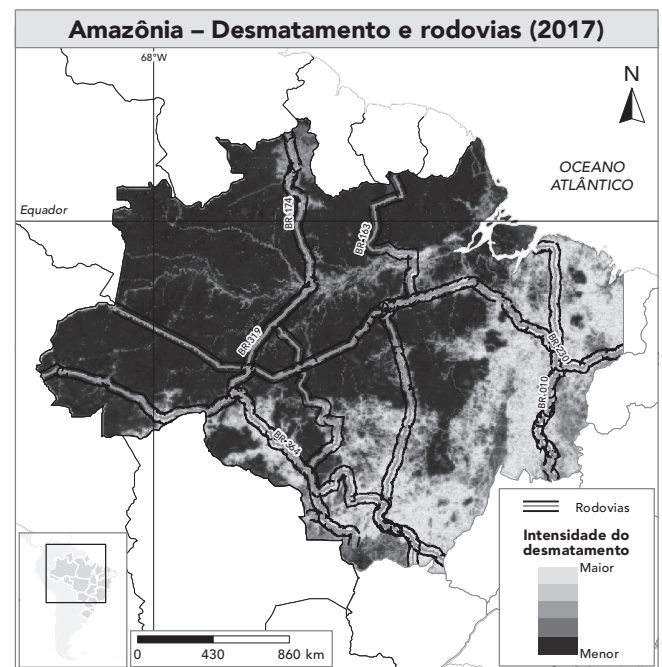 Amazônia – Desmatamento e rodovias (2017)
68°W
N
OCEANO
ATLÂNTICO
Equador
BR-174
BR-163
BR-319
BR-230
BR-010
BR-364
Rodovias
Intensidade do
desmatamento
Maior
Menor
0 430 860 km